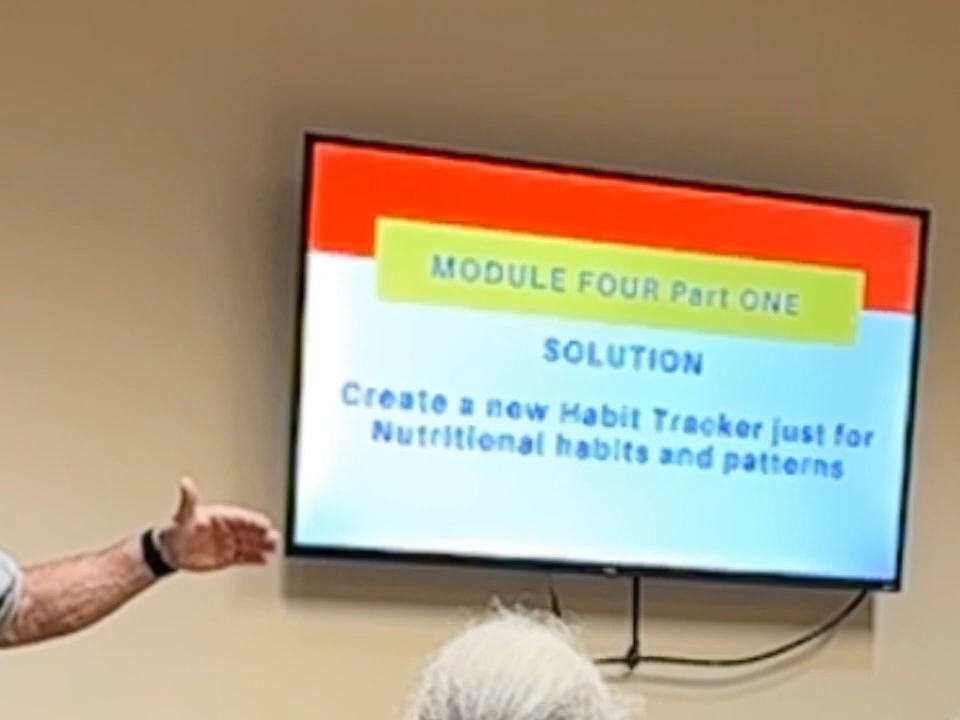 MODULE FOUR Part ONE
SOLUTION
Create a new Habit Tracker just for
Nutritional habits and patterns